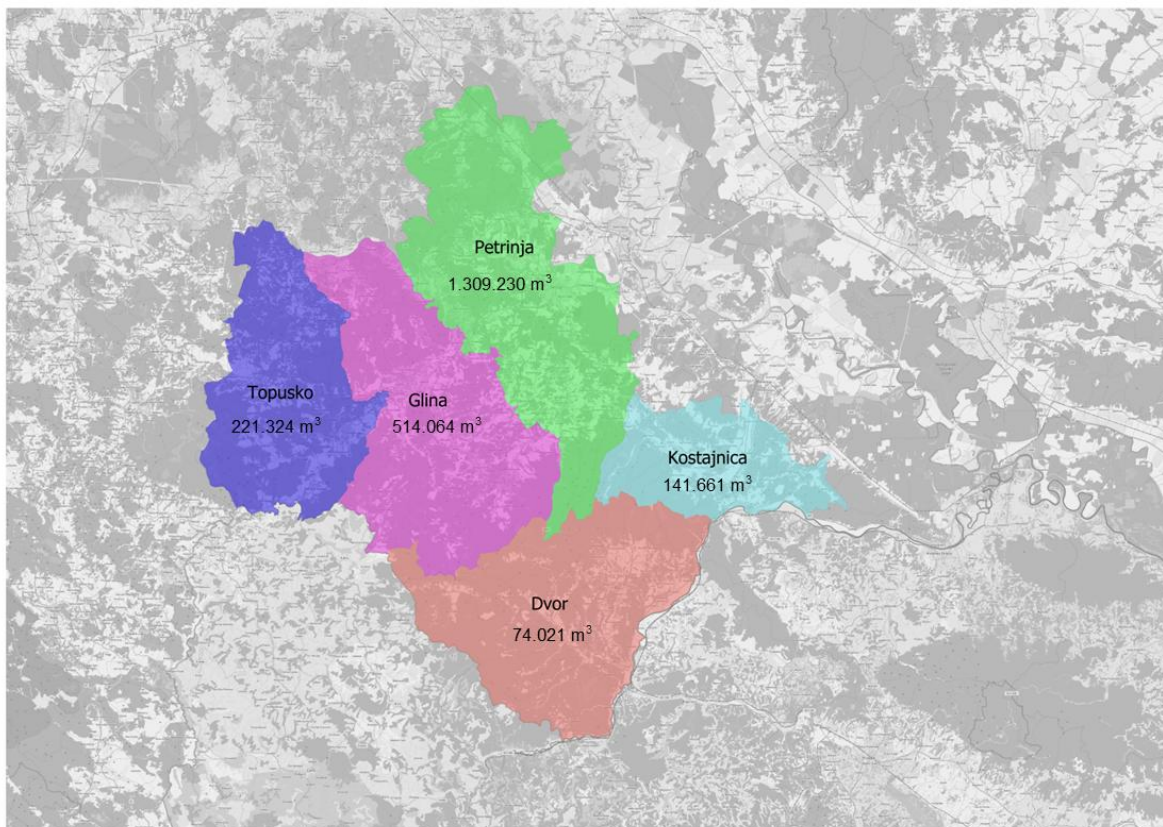 Petrinja
1.309.230 m³
Topusko
221.324 m³
Glina
514.064 m³
Kostajnica
141.661 m³
Dvor
74.021 m³